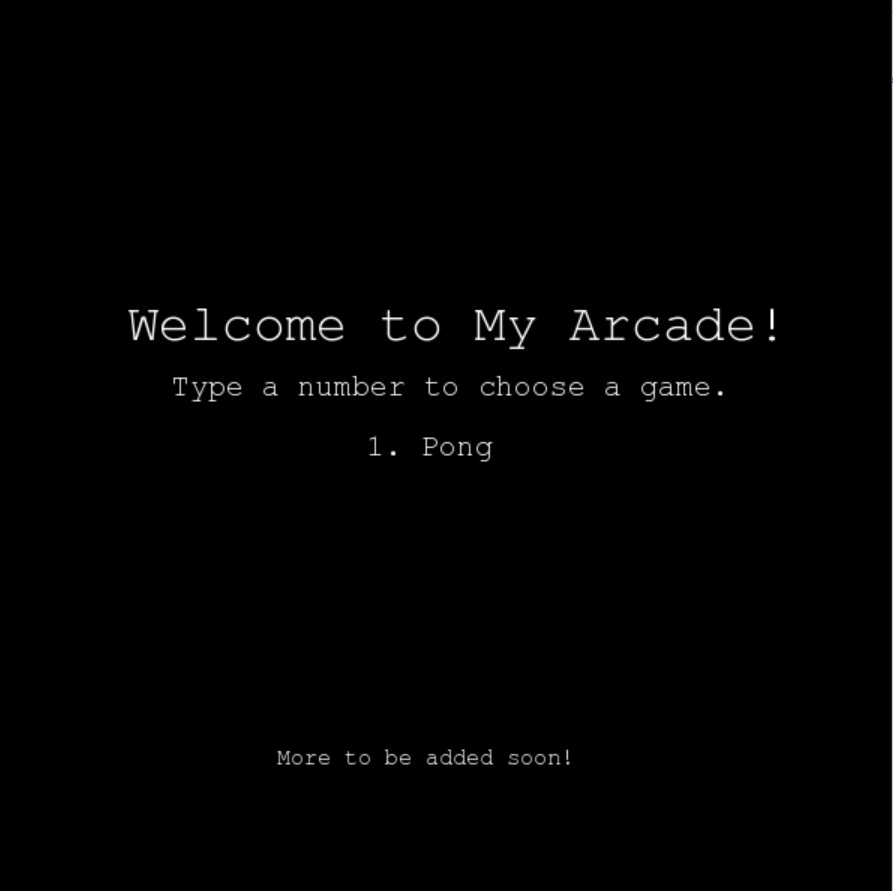 Welcome to My Arcade!
Type a number to choose a game.
1. Pong
More to be added soon!